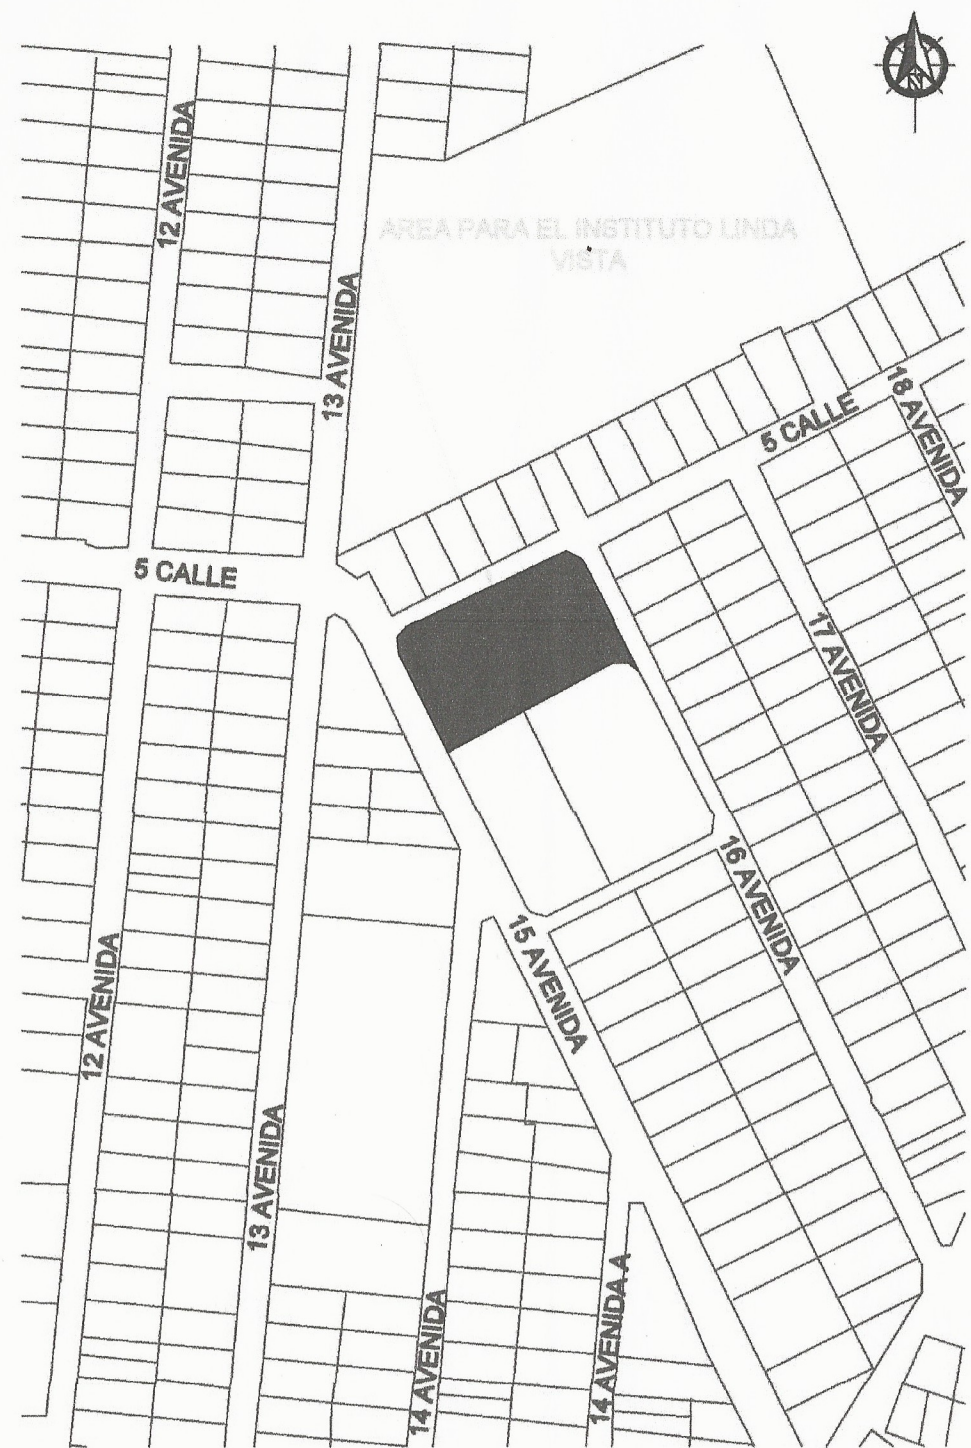 N
12 AVENIDA
AREA PARA EL INSTITUTO LINDA
VISTA
13 AVENIDA
18 AVENIDA
5 CALLE
5 CALLE
17 AVENIDA
16 AVENIDA
15 AVENIDA
12 AVENIDA
13 AVENIDA
14 AVENIDA
14 AVENIDA A